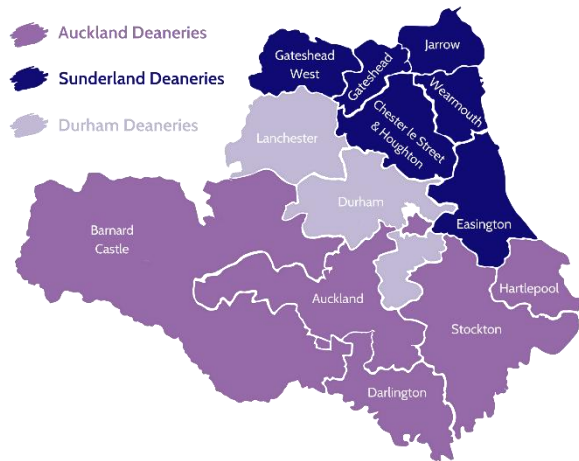 Auckland Deaneries
Sunderland Deaneries
Durham Deaneries
Jarrow
Gateshead
West
Gateshead
Wearmouth
Chester le Street
& Houghton
Lanchester
Durham
Easington
Barnard
Castle
Auckland
Hartlepool
Stockton
Darlington